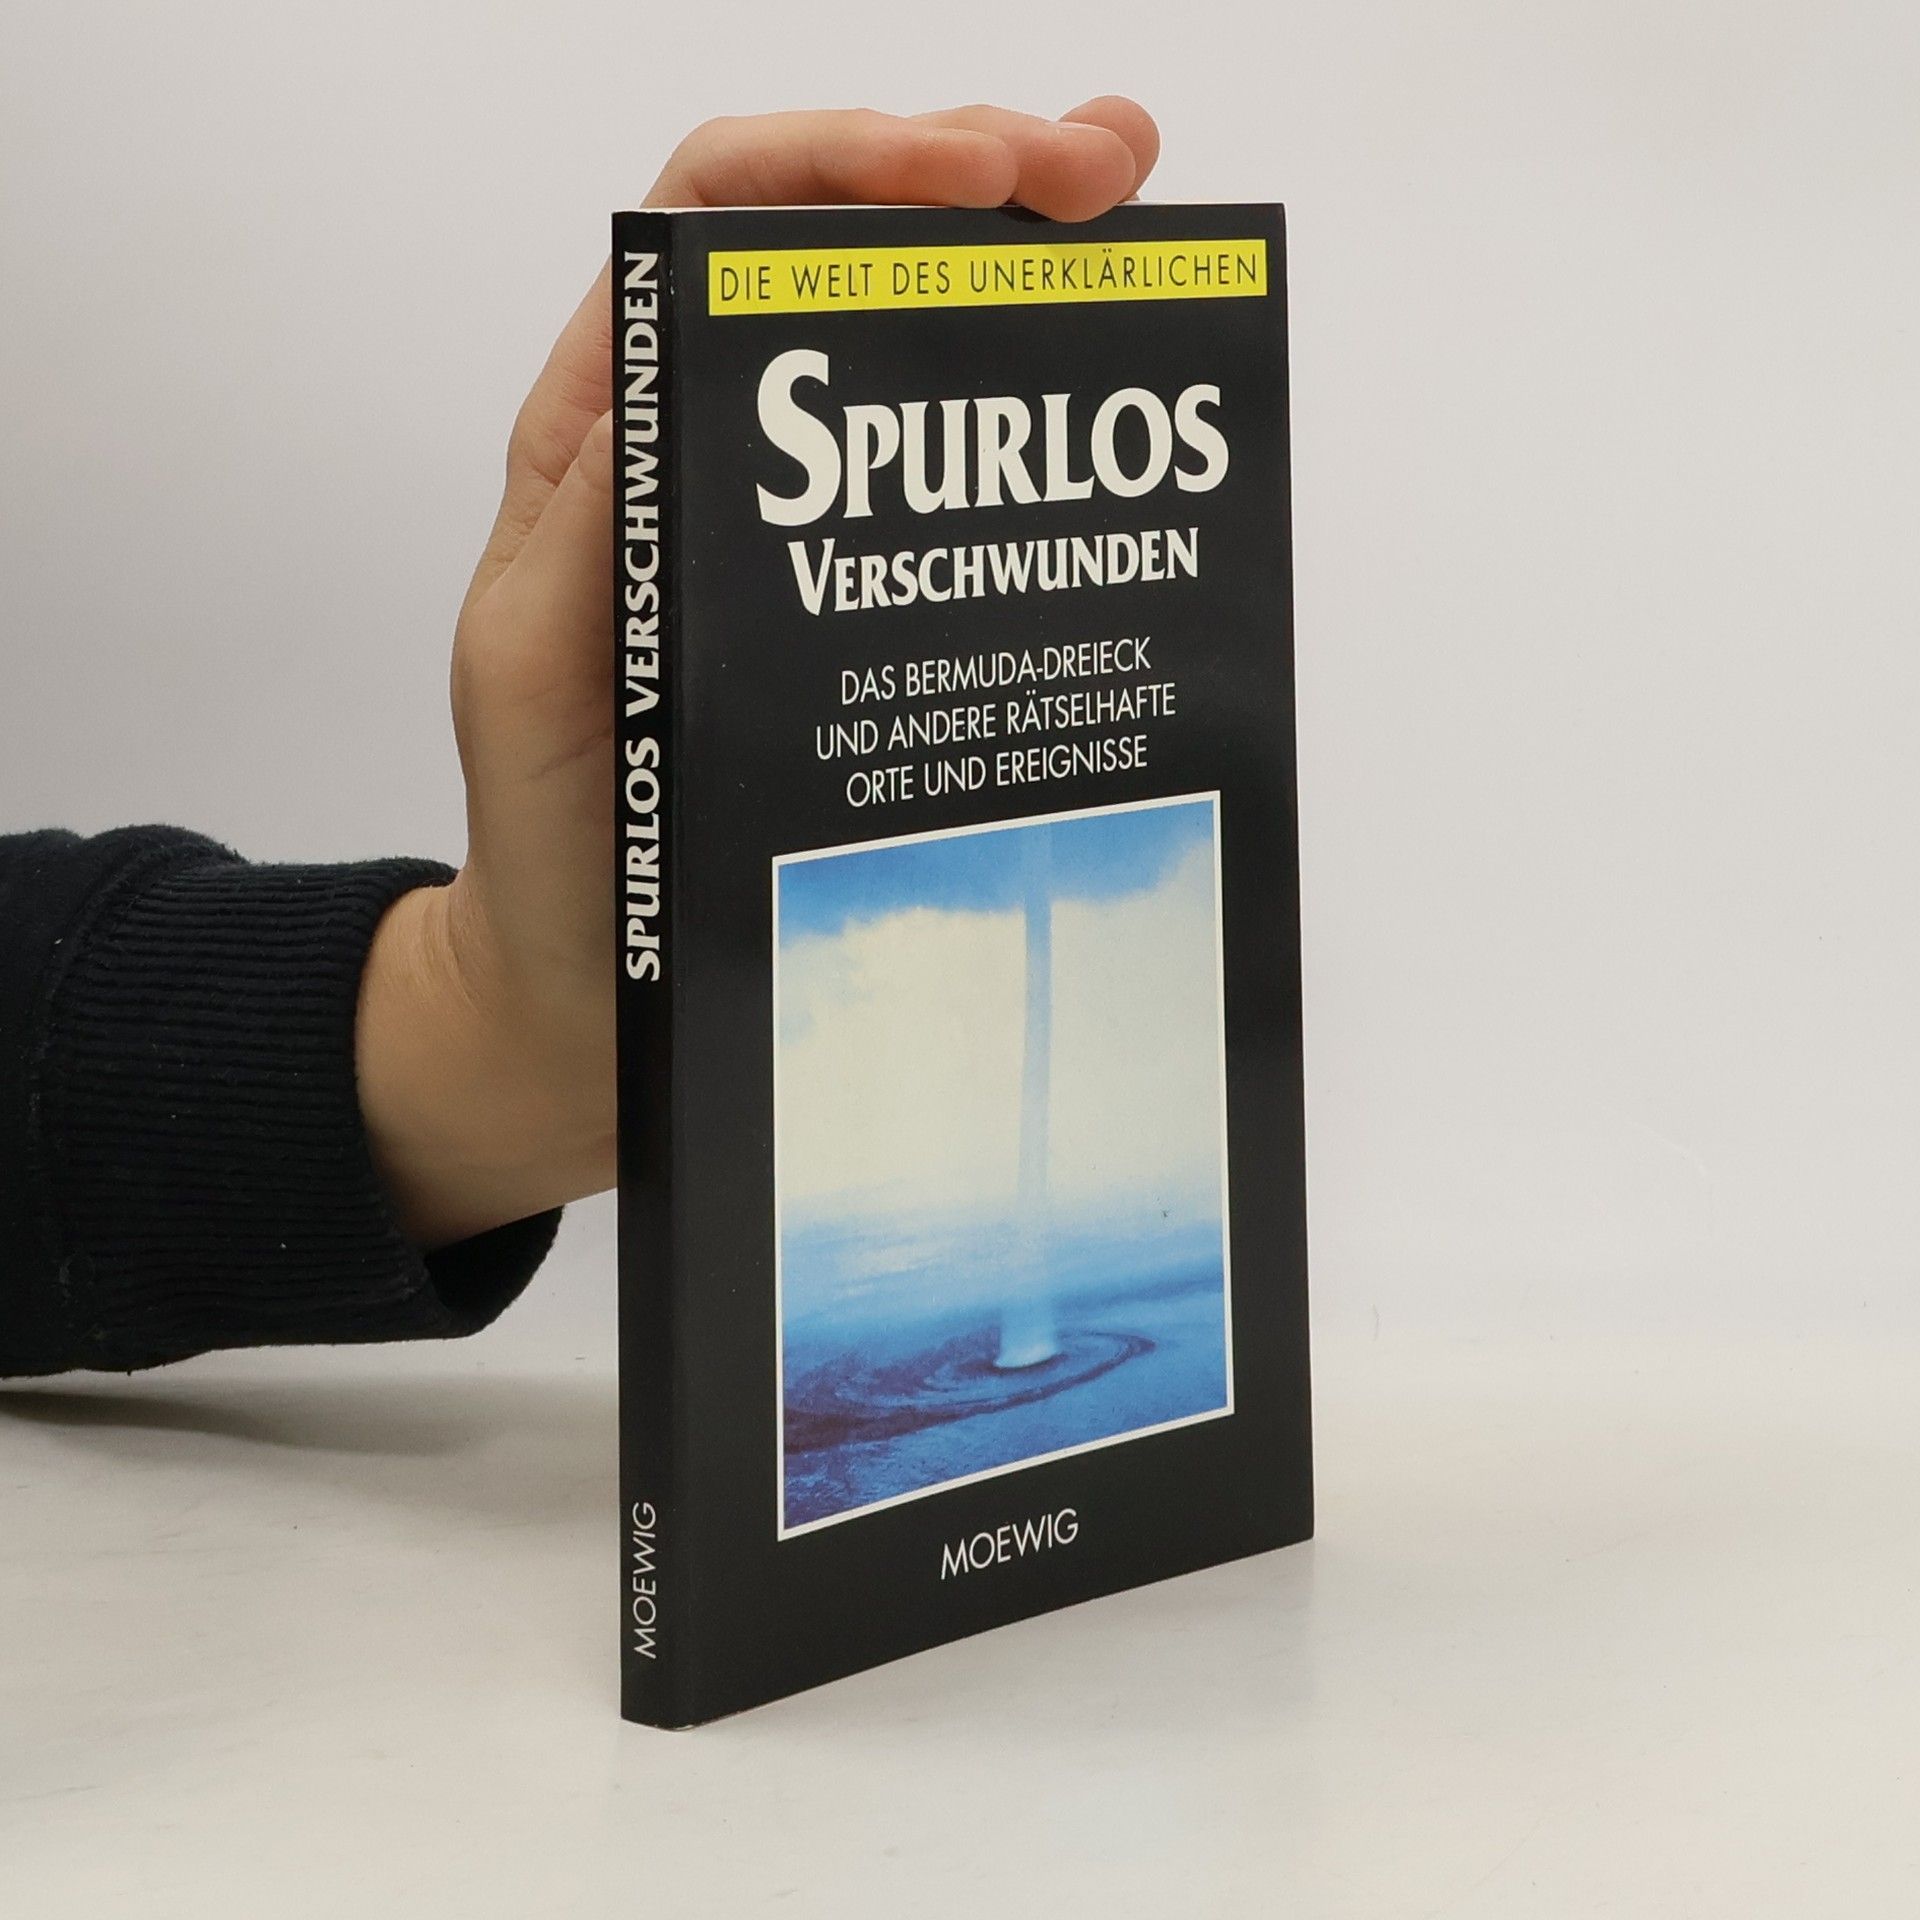 SPURLOS VERSCHWUNDEN
MOEWIG
DIE WELT DES UNERKLÄRLICHEN
SPURLOS
VERSCHWUNDEN
DAS BERMUDA-DREIECK
UND ANDERE RÄTSELHAFTE
ORTE UND EREIGNISSE
MOEWIG